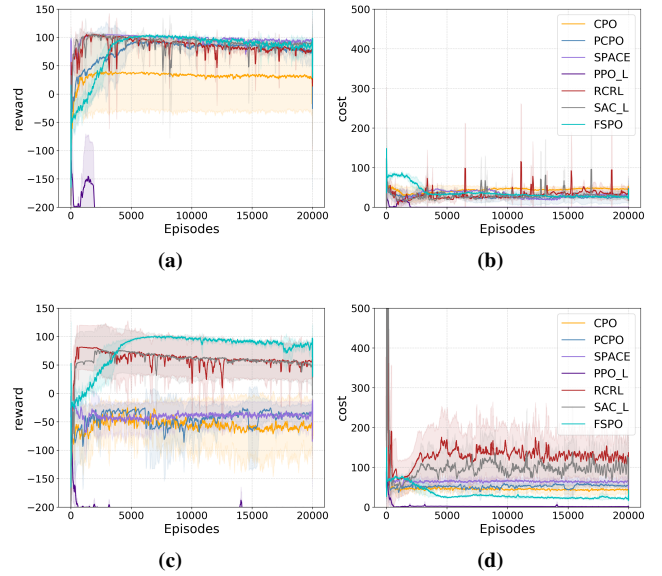 150
100
50
0
−50
−100
−150
−200
reward
0
5000
10000
15000
20000
Episodes
(a)
500
400
300
200
100
0
cost
CPO
PCPO
SPACE
PPO_L
RCRL
SAC_L
FSPO
0
5000
10000
15000
20000
Episodes
(b)
150
100
50
0
−50
−100
−150
−200
reward
0
5000
10000
15000
20000
Episodes
(c)
500
400
300
200
100
0
cost
CPO
PCPO
SPACE
PPO_L
RCRL
SAC_L
FSPO
0
5000
10000
15000
20000
Episodes
(d)